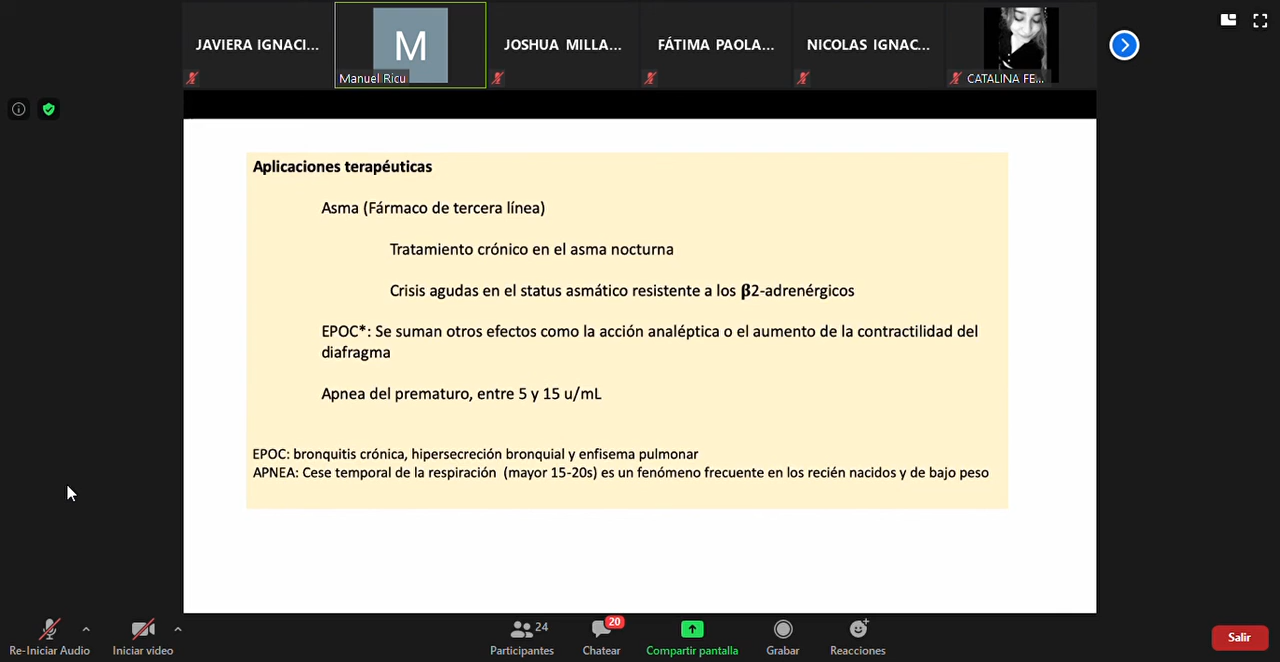 JAVIERA IGNACI...
M
Manuel Ricu
JOSHUA MILLA...
FÁTIMA PAOLA...
NICOLAS IGNAC...
CATALINA FE...
Aplicaciones terapéuticas
Asma (Fármaco de tercera línea)
Tratamiento crónico en el asma nocturna
Crisis agudas en el status asmático resistente a los β2-adrenérgicos
EPOC*: Se suman otros efectos como la acción analéptica o el aumento de la contractilidad del
diafragma
Apnea del prematuro, entre 5 y 15 u/mL
EPOC: bronquitis crónica, hipersecreción bronquial y enfisema pulmonar
APNEA: Cese temporal de la respiración (mayor 15-20s) es un fenómeno frecuente en los recién nacidos y de bajo peso
Re-Iniciar Audio
Iniciar video
24
Participantes
20
Chatear
Compartir pantalla
Grabar
Reacciones
Salir